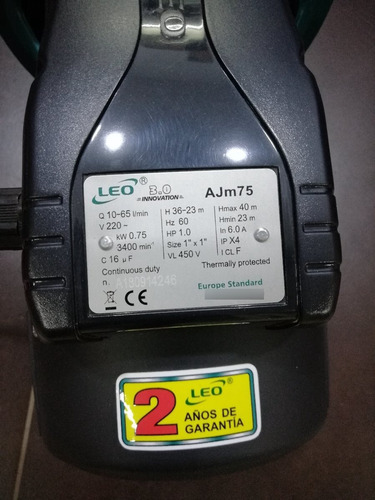 LEO® 3.0 INNOVATION AJm75
Q 10-65 l/min H 36-23 m Hmax 40 m
V 220~ Hz 60 Hmin 23 m
kW 0.75 HP 1.0 In 6.0 A
3400 min⁻ Size 1" x 1" IP X4
C 16 µF VL 450 V I CL F
Continuous duty Thermally protected
n. A180914246
CE Europe Standard
LEO®
2 AÑOS DE
GARANTÍA